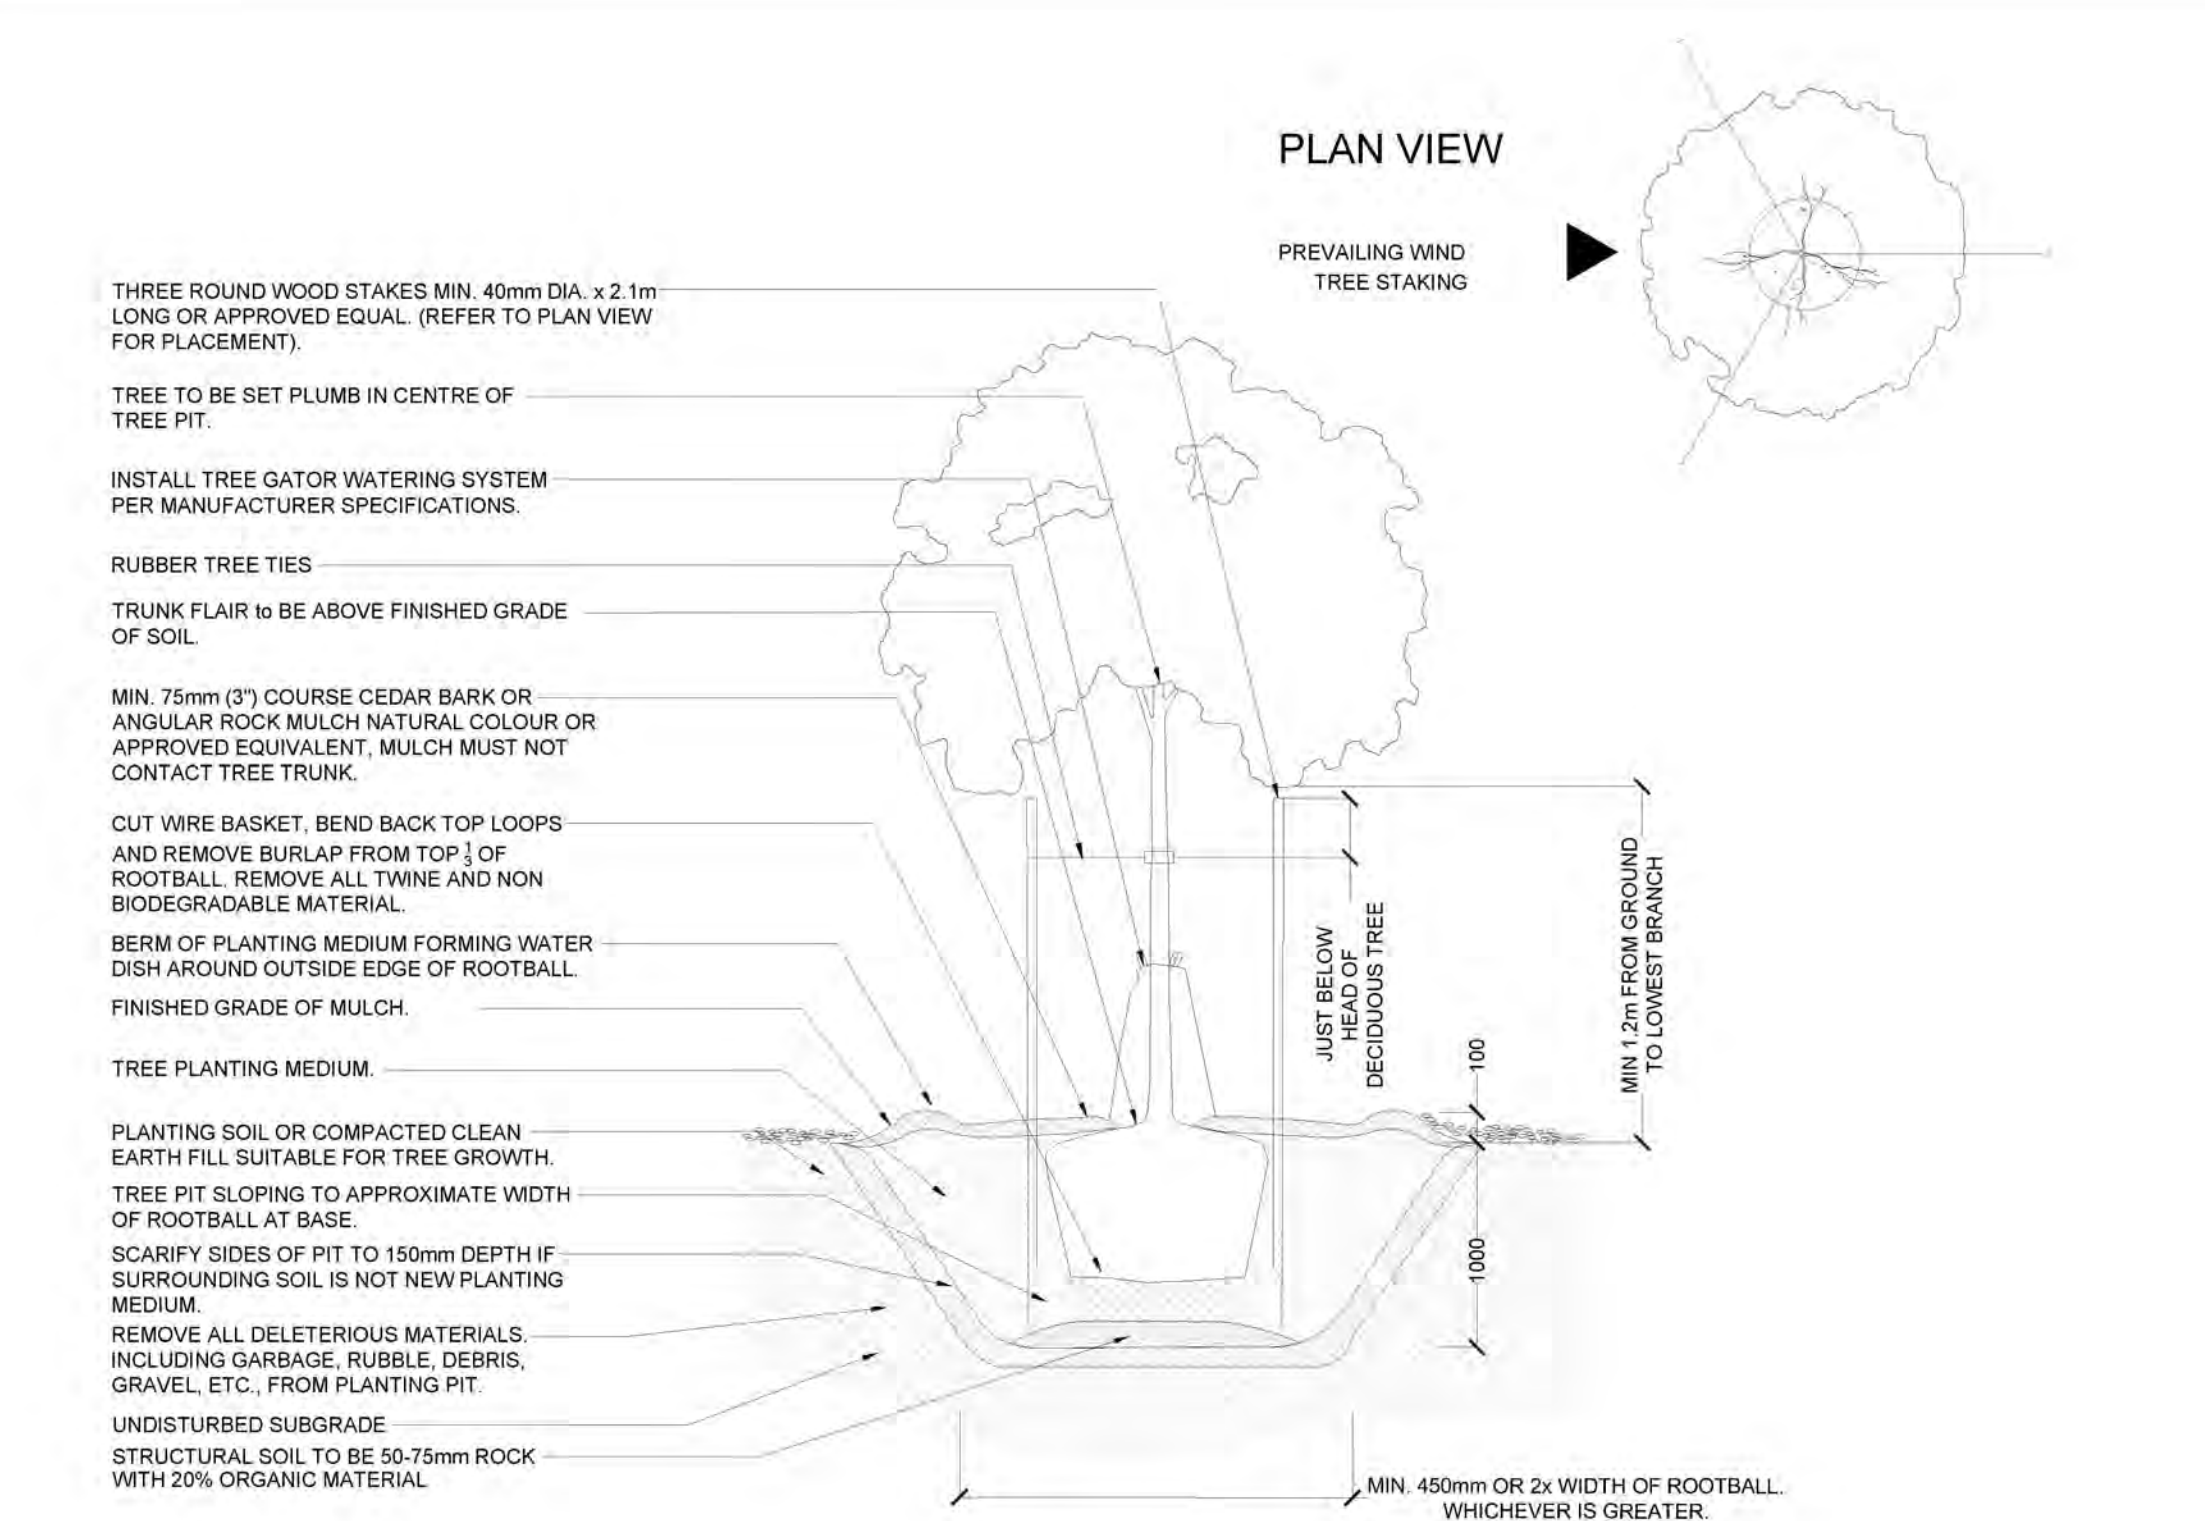 PLAN VIEW
PREVAILING WIND
TREE STAKING
THREE ROUND WOOD STAKES MIN. 40mm DIA. x 2.1m
LONG OR APPROVED EQUAL. (REFER TO PLAN VIEW
FOR PLACEMENT).
TREE TO BE SET PLUMB IN CENTRE OF
TREE PIT.
INSTALL TREE GATOR WATERING SYSTEM
PER MANUFACTURER SPECIFICATIONS.
RUBBER TREE TIES
TRUNK FLAIR to BE ABOVE FINISHED GRADE
OF SOIL.
MIN. 75mm (3") COURSE CEDAR BARK OR
ANGULAR ROCK MULCH NATURAL COLOUR OR
APPROVED EQUIVALENT, MULCH MUST NOT
CONTACT TREE TRUNK.
CUT WIRE BASKET, BEND BACK TOP LOOPS
AND REMOVE BURLAP FROM TOP 1/3 OF
ROOTBALL. REMOVE ALL TWINE AND NON
BIODEGRADABLE MATERIAL.
BERM OF PLANTING MEDIUM FORMING WATER
DISH AROUND OUTSIDE EDGE OF ROOTBALL.
FINISHED GRADE OF MULCH.
TREE PLANTING MEDIUM.
PLANTING SOIL OR COMPACTED CLEAN
EARTH FILL SUITABLE FOR TREE GROWTH.
TREE PIT SLOPING TO APPROXIMATE WIDTH
OF ROOTBALL AT BASE.
SCARIFY SIDES OF PIT TO 150mm DEPTH IF
SURROUNDING SOIL IS NOT NEW PLANTING
MEDIUM.
REMOVE ALL DELETERIOUS MATERIALS.
INCLUDING GARBAGE, RUBBLE, DEBRIS,
GRAVEL, ETC., FROM PLANTING PIT.
UNDISTURBED SUBGRADE
STRUCTURAL SOIL TO BE 50-75mm ROCK
WITH 20% ORGANIC MATERIAL
JUST BELOW
HEAD OF
DECIDUOUS TREE
100
1000
MIN 1.2m FROM GROUND
TO LOWEST BRANCH
MIN. 450mm OR 2x WIDTH OF ROOTBALL.
WHICHEVER IS GREATER.